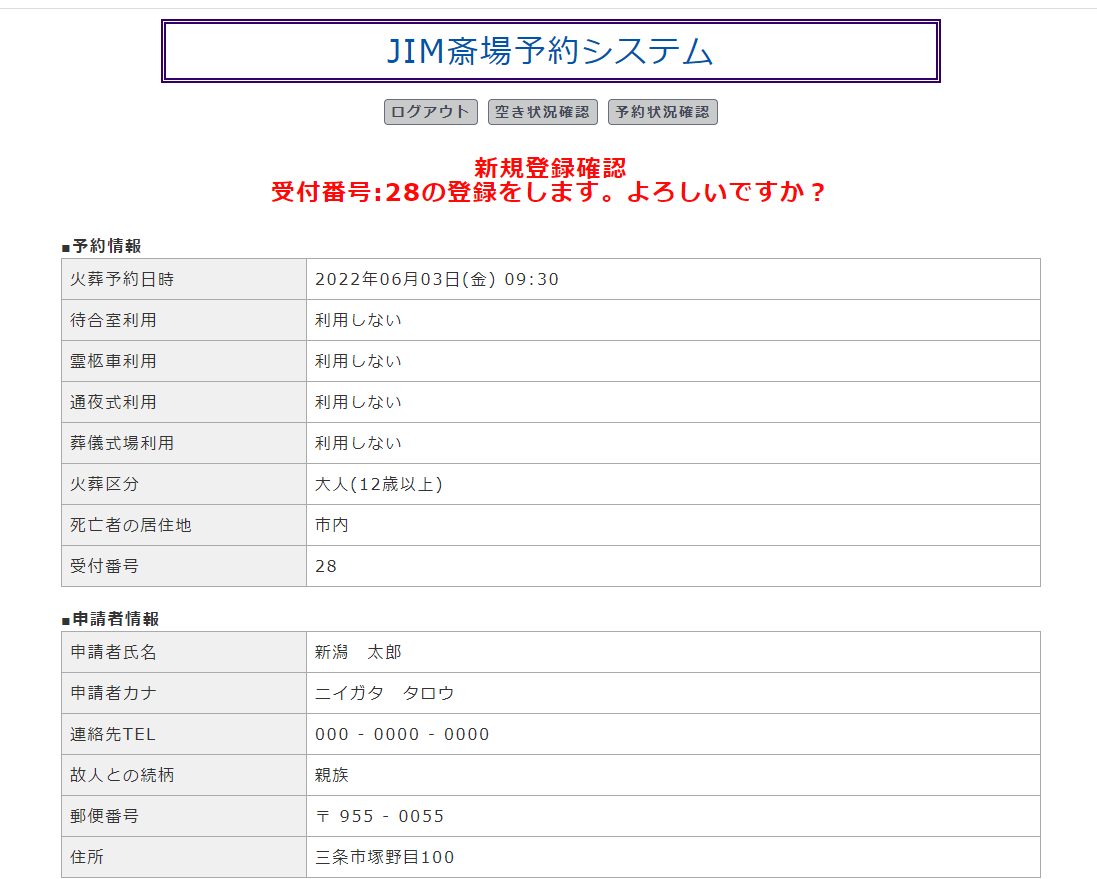 JIM斎場予約システム
ログアウト 空き状況確認 予約状況確認
新規登録確認
受付番号:28の登録をします。よろしいですか？
■予約情報
火葬予約日時 2022年06月03日(金) 09:30
待合室利用 利用しない
霊柩車利用 利用しない
通夜式利用 利用しない
葬儀式場利用 利用しない
火葬区分 大人(12歳以上)
死亡者の居住地 市内
受付番号 28
■申請者情報
申請者氏名 新潟　太郎
申請者カナ ニイガタ　タロウ
連絡先TEL 000 - 0000 - 0000
故人との続柄 親族
郵便番号 〒 955 - 0055
住所 三条市塚野目100